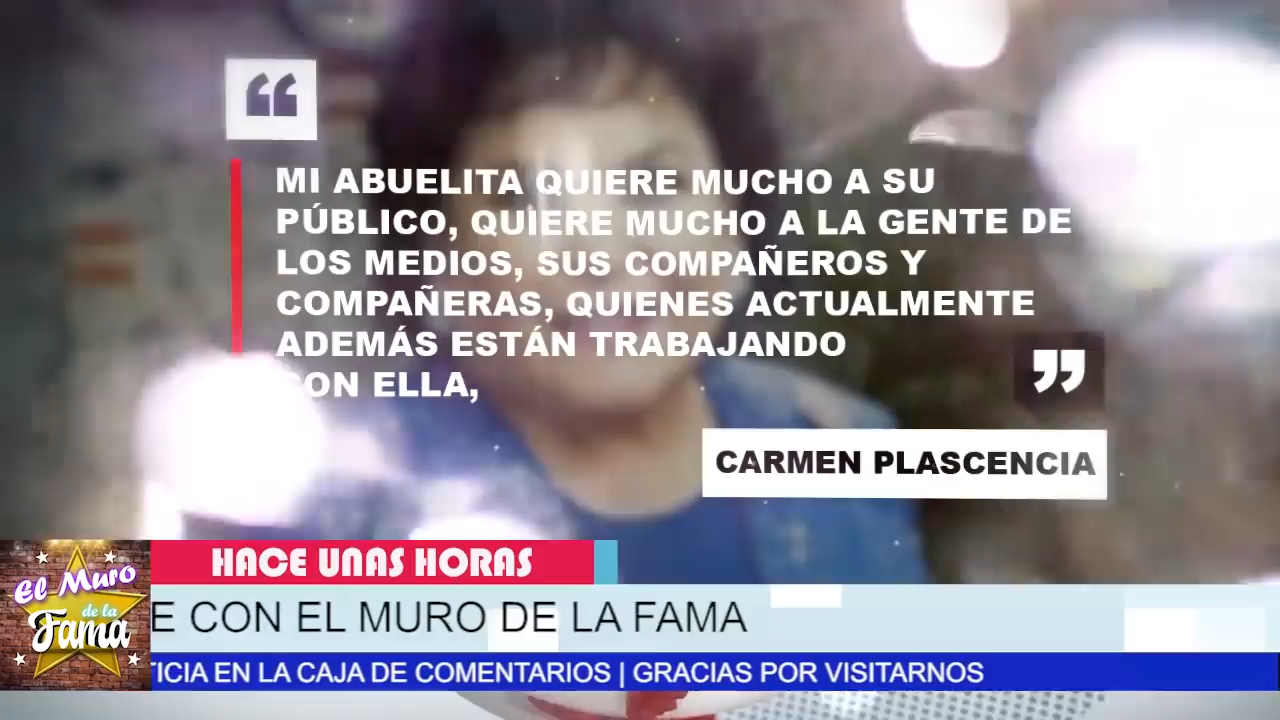 “
MI ABUELITA QUIERE MUCHO A SU
PÚBLICO, QUIERE MUCHO A LA GENTE DE
LOS MEDIOS, SUS COMPAÑEROS Y
COMPAÑERAS, QUIENES ACTUALMENTE
ADEMÁS ESTÁN TRABAJANDO
CON ELLA,
”
CARMEN PLASCENCIA
HACE UNAS HORAS
El Muro
de la
Fama
E CON EL MURO DE LA FAMA
TICIA EN LA CAJA DE COMENTARIOS | GRACIAS POR VISITARNOS